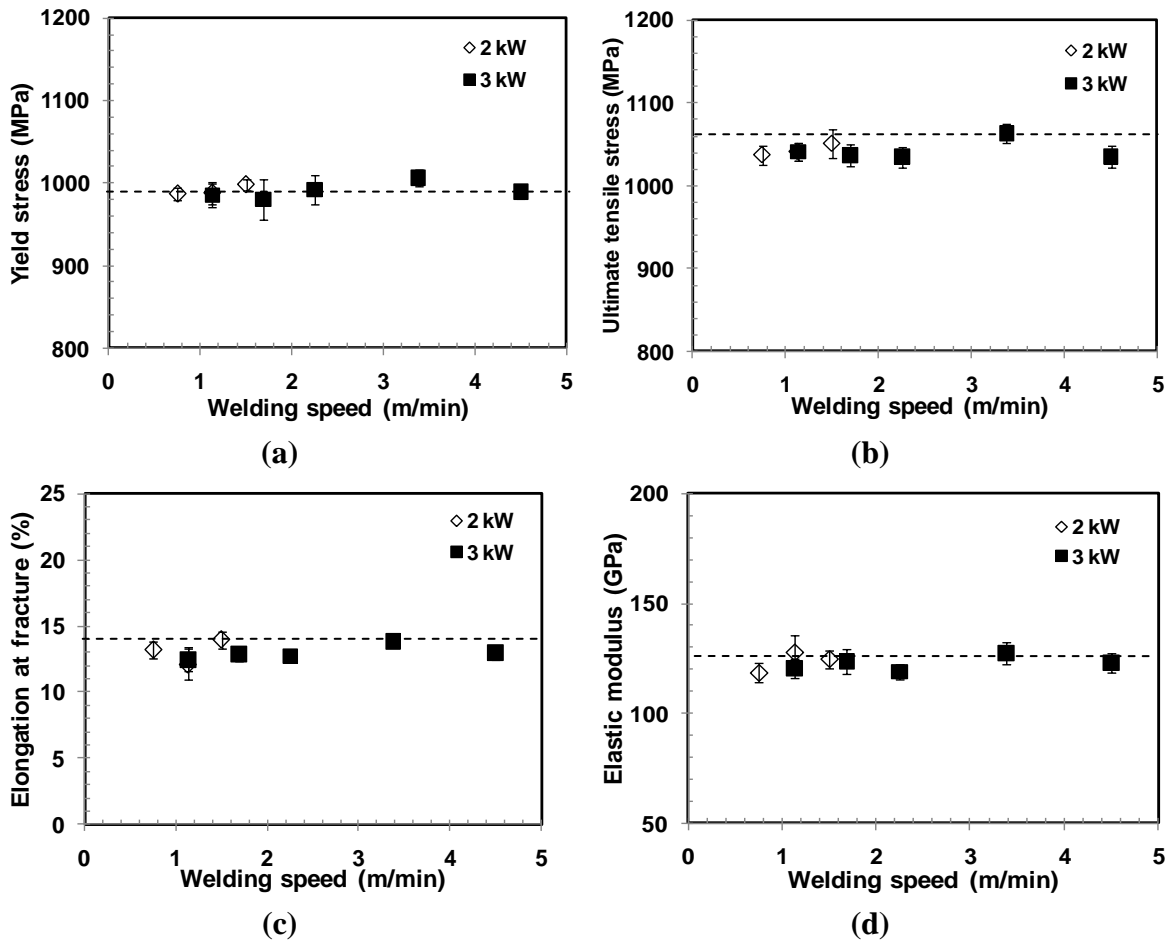 1200
1100
1000
900
800
Yield stress (MPa)
2 kW
3 kW
0 1 2 3 4 5
Welding speed (m/min)
(a)
1200
1100
1000
900
800
Ultimate tensile stress (MPa)
2 kW
3 kW
0 1 2 3 4 5
Welding speed (m/min)
(b)
25
20
15
10
5
0
Elongation at fracture (%)
2 kW
3 kW
0 1 2 3 4 5
Welding speed (m/min)
(c)
200
150
100
50
Elastic modulus (GPa)
2 kW
3 kW
0 1 2 3 4 5
Welding speed (m/min)
(d)